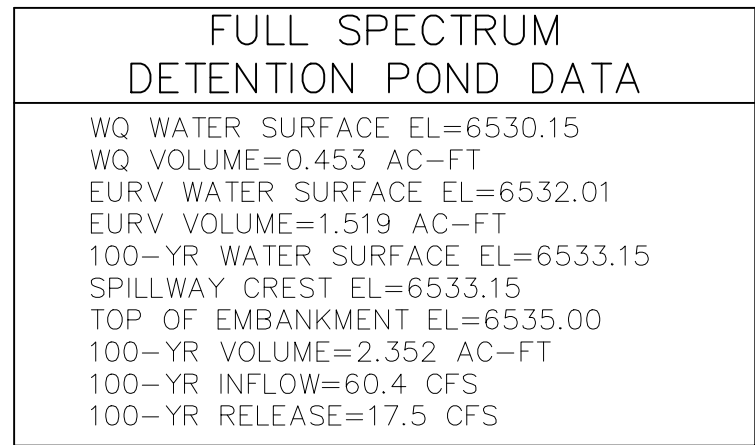 FULL SPECTRUM
DETENTION POND DATA
WQ WATER SURFACE EL=6530.15
WQ VOLUME=0.453 AC-FT
EURV WATER SURFACE EL=6532.01
EURV VOLUME=1.519 AC-FT
100-YR WATER SURFACE EL=6533.15
SPILLWAY CREST EL=6533.15
TOP OF EMBANKMENT EL=6535.00
100-YR VOLUME=2.352 AC-FT
100-YR INFLOW=60.4 CFS
100-YR RELEASE=17.5 CFS